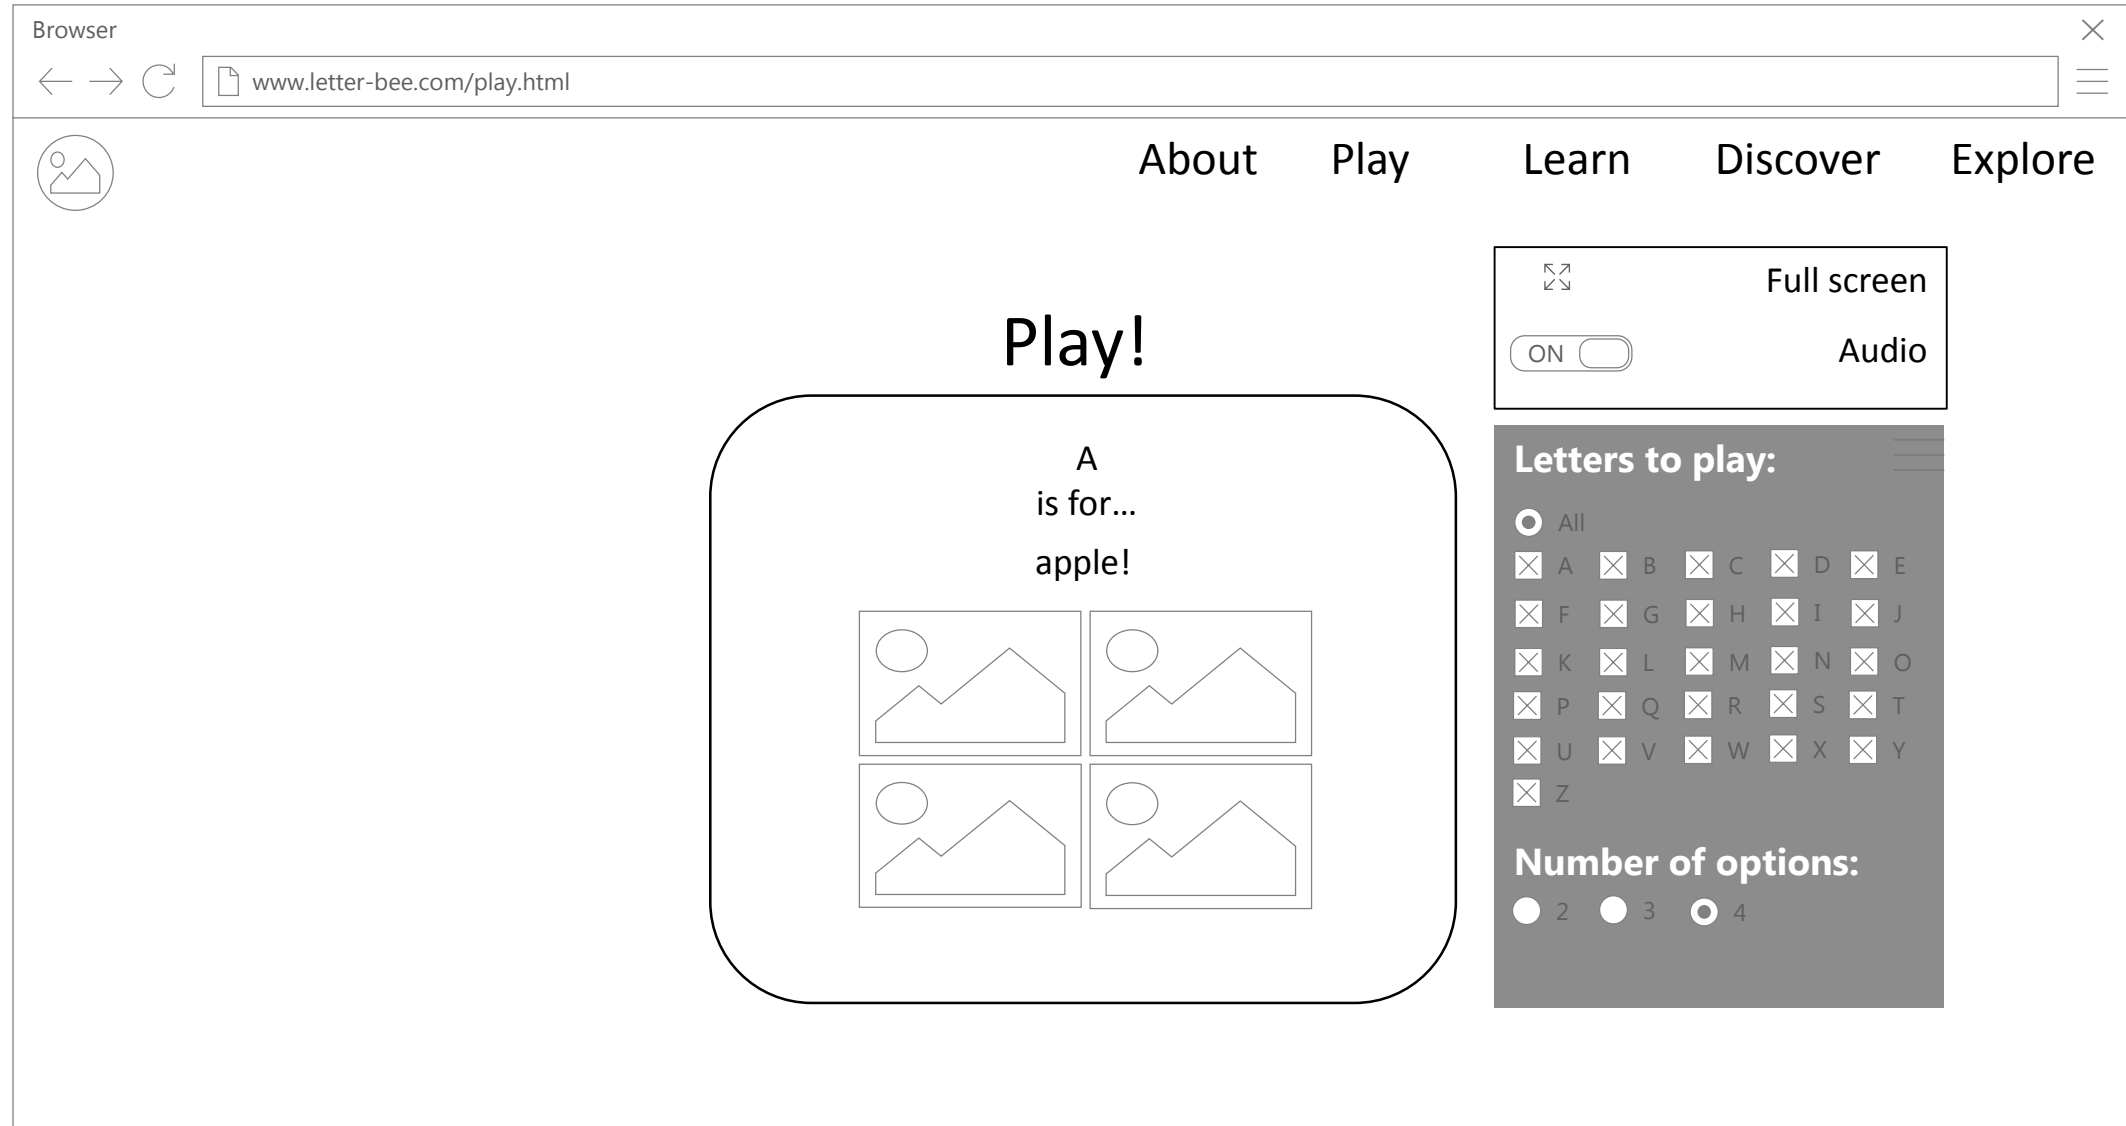 Browser
www.letter-bee.com/play.html
About Play Learn Discover Explore
Full screen
ON Audio
Play!
A
is for...
apple!
Letters to play:
All
A B C D E
F G H I J
K L M N O
P Q R S T
U V W X Y
Z
Number of options:
2 3 4